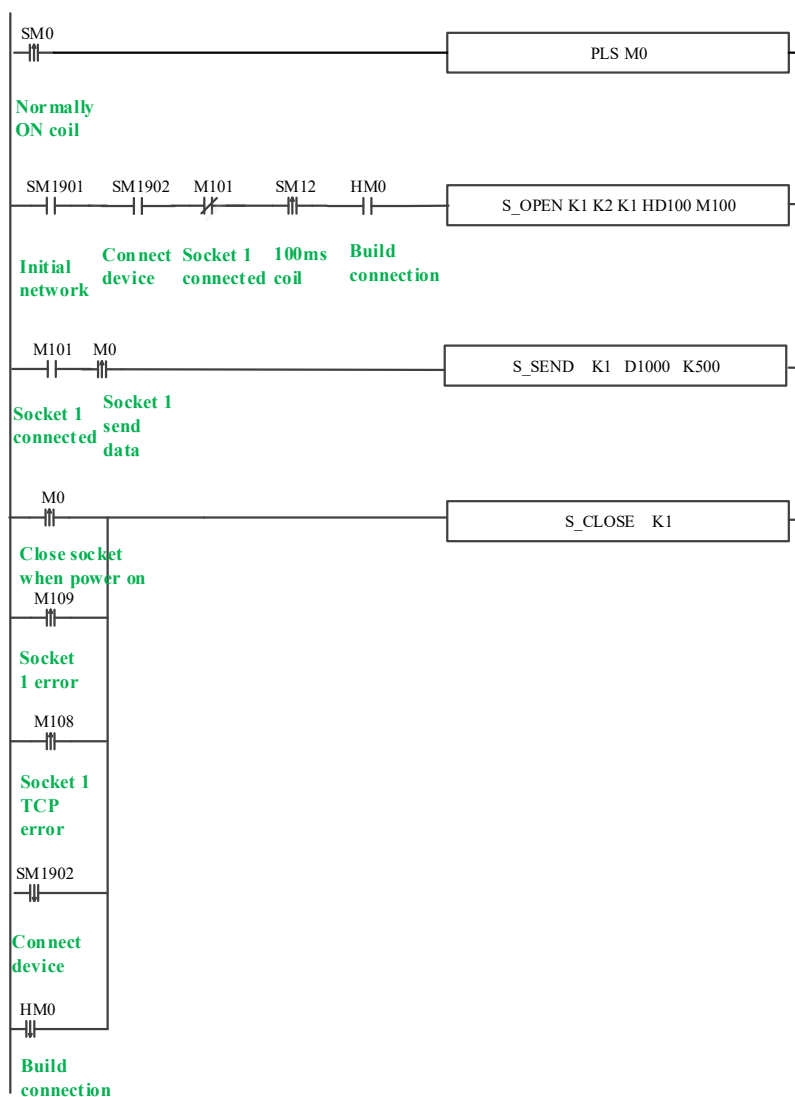 SM0
PLS M0
Normally
ON coil
SM1901 SM1902 M101 SM12 HM0
S_OPEN K1 K2 K1 HD100 M100
Initial
network
Connect
device
Socket 1
connected
100ms
coil
Build
connection
M101 M0
S_SEND K1 D1000 K500
Socket 1
connected
Socket 1
send
data
M0
S_CLOSE K1
Close socket
when power on
M109
Socket
1 error
M108
Socket 1
TCP
error
SM1902
Connect
device
HM0
Build
connection